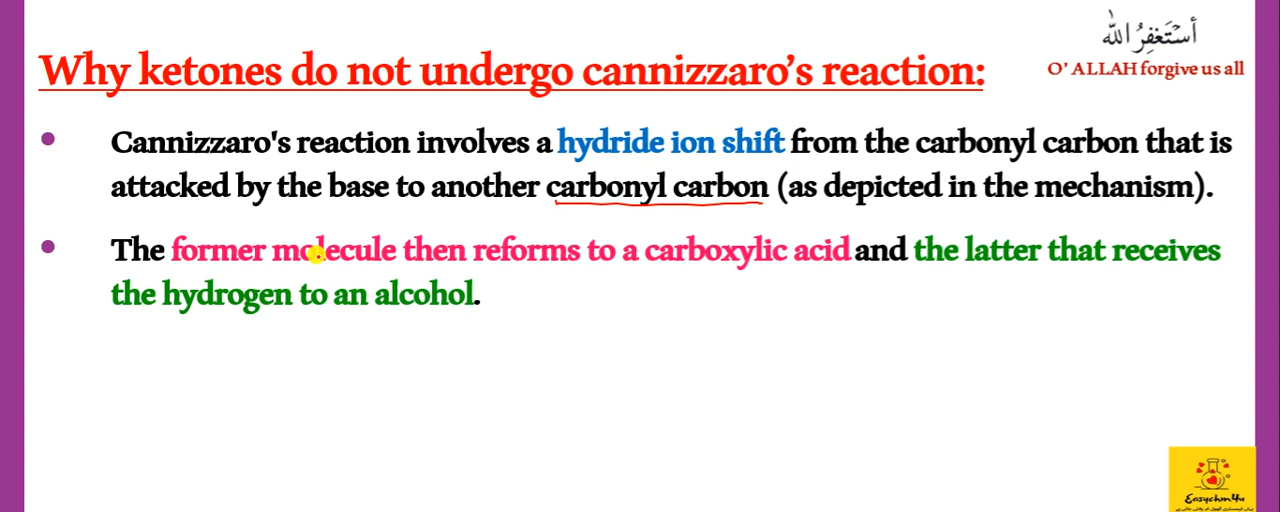 أَسْتَغْفِرُ اللّٰه
O' ALLAH forgive us all
Why ketones do not undergo cannizzaro's reaction:
Cannizzaro's reaction involves a hydride ion shift from the carbonyl carbon that is
attacked by the base to another carbonyl carbon (as depicted in the mechanism).
The former molecule then reforms to a carboxylic acid and the latter that receives
the hydrogen to an alcohol.
Easychm4u